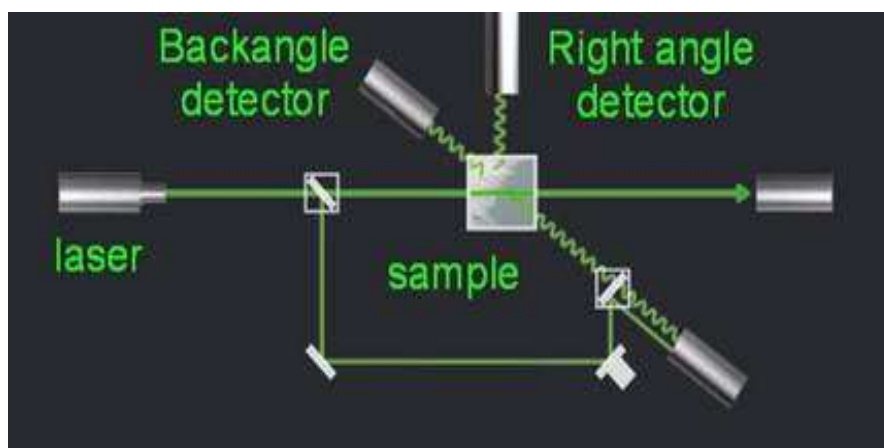 Backangle
detector
Right angle
detector
laser
sample